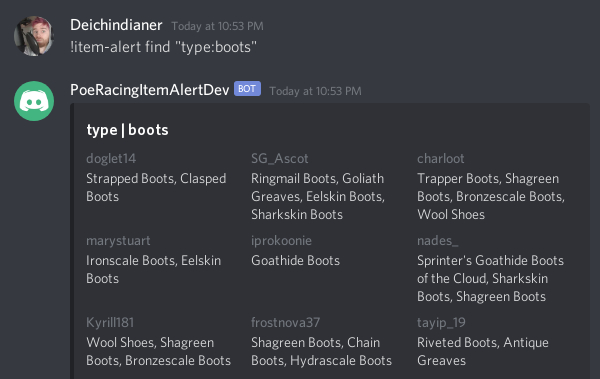 Deichindianer Today at 10:53 PM
!item-alert find "type:boots"
PoeRacingItemAlertDev BOT Today at 10:53 PM
type | boots
doglet14
Strapped Boots, Clasped
Boots
SG_Ascot
Ringmail Boots, Goliath
Greaves, Eelskin Boots,
Sharkskin Boots
charloot
Trapper Boots, Shagreen
Boots, Bronzescale Boots,
Wool Shoes
marystuart
Ironscale Boots, Eelskin
Boots
iprokoonie
Goathide Boots
nades_
Sprinter's Goathide Boots
of the Cloud, Sharkskin
Boots, Shagreen Boots
Kyrill181
Wool Shoes, Shagreen
Boots, Bronzescale Boots
frostnova37
Shagreen Boots, Chain
Boots, Hydrascale Boots
tayip_19
Riveted Boots, Antique
Greaves